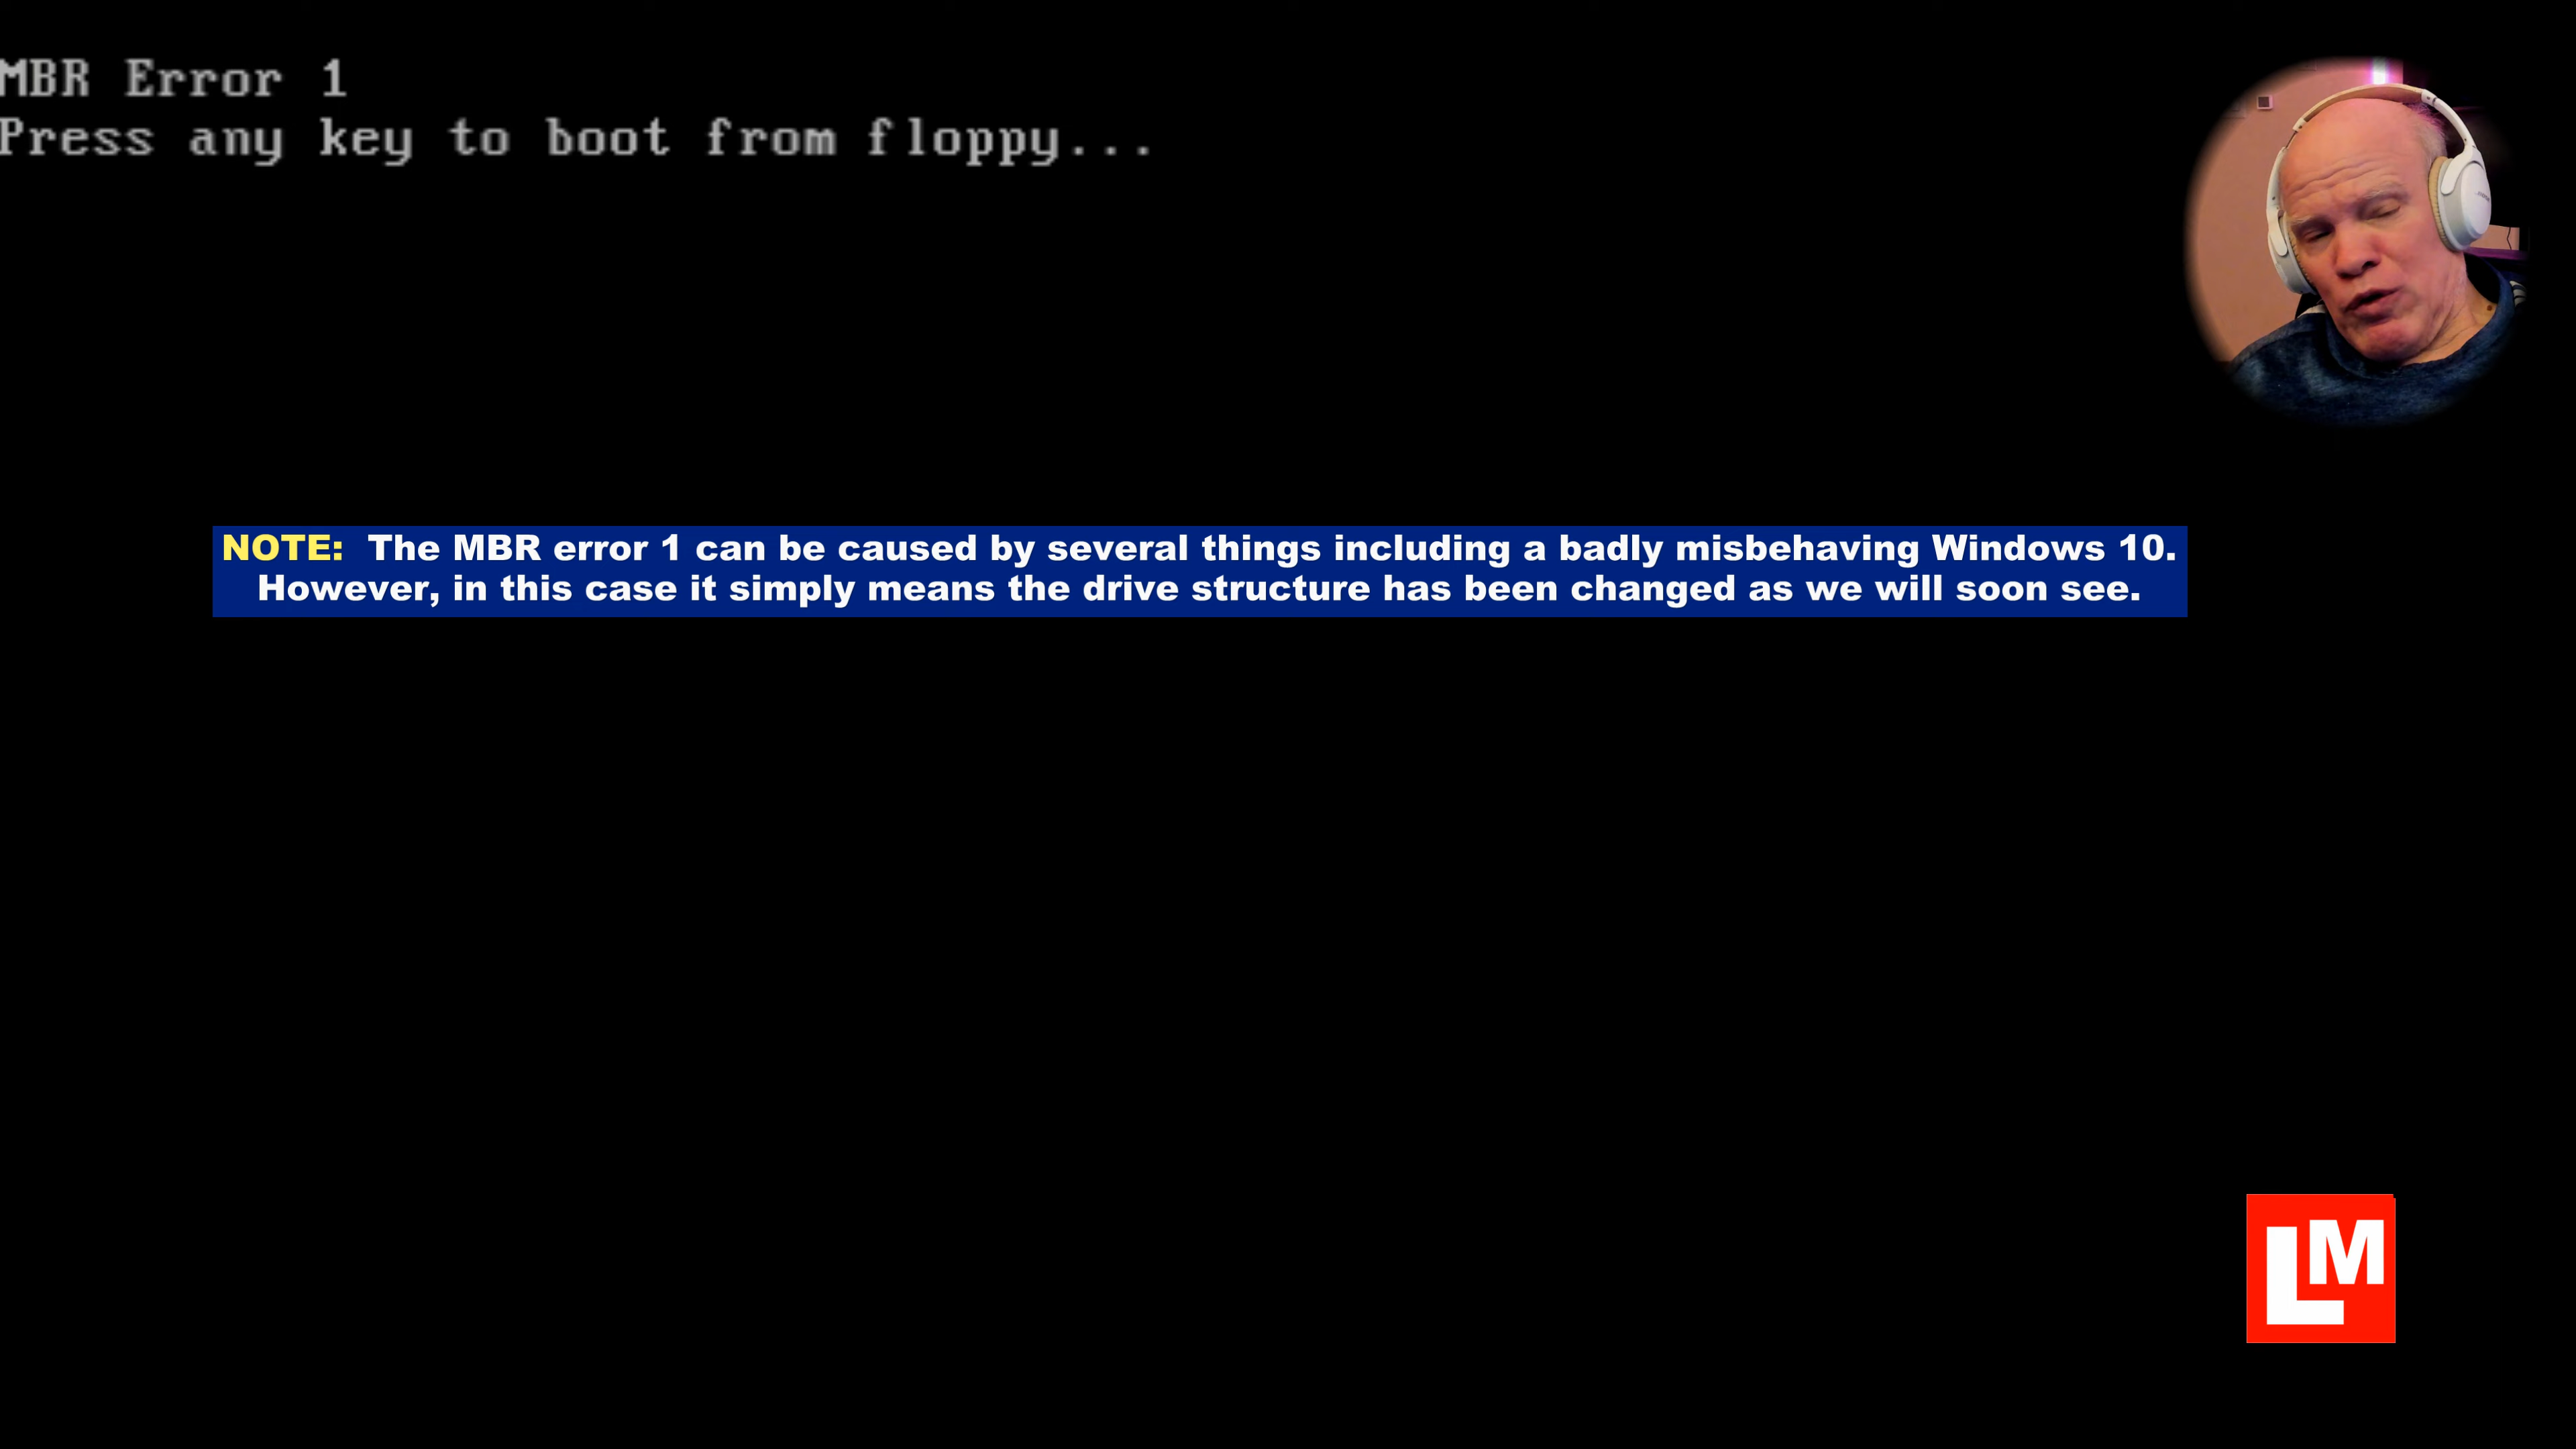 MBR Error 1
Press any key to boot from floppy...
NOTE: The MBR error 1 can be caused by several things including a badly misbehaving Windows 10.
However, in this case it simply means the drive structure has been changed as we will soon see.
LM